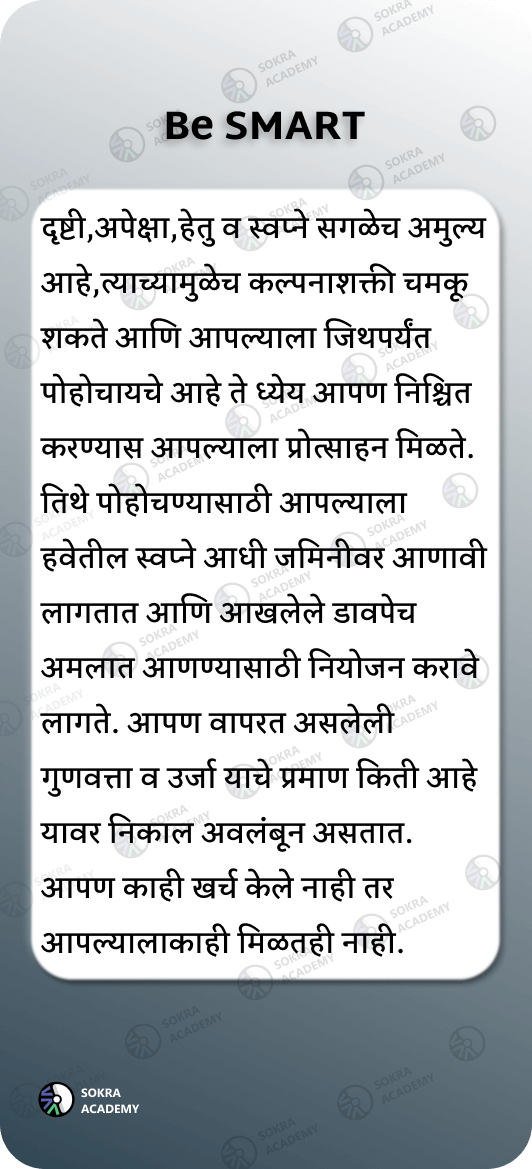 Be SMART
दृष्टी,अपेक्षा,हेतु व स्वप्ने सगळेच अमुल्य
आहे,त्याच्यामुळेच कल्पनाशक्ती चमकू
शकते आणि आपल्याला जिथपर्यंत
पोहोचायचे आहे ते ध्येय आपण निश्चित
करण्यास आपल्याला प्रोत्साहन मिळते.
तिथे पोहोचण्यासाठी आपल्याला
हवेतील स्वप्ने आधी जमिनीवर आणावी
लागतात आणि आखलेले डावपेच
अमलात आणण्यासाठी नियोजन करावे
लागते. आपण वापरत असलेली
गुणवत्ता व उर्जा याचे प्रमाण किती आहे
यावर निकाल अवलंबून असतात.
आपण काही खर्च केले नाही तर
आपल्यालाकाही मिळतही नाही.
SOKRA
ACADEMY